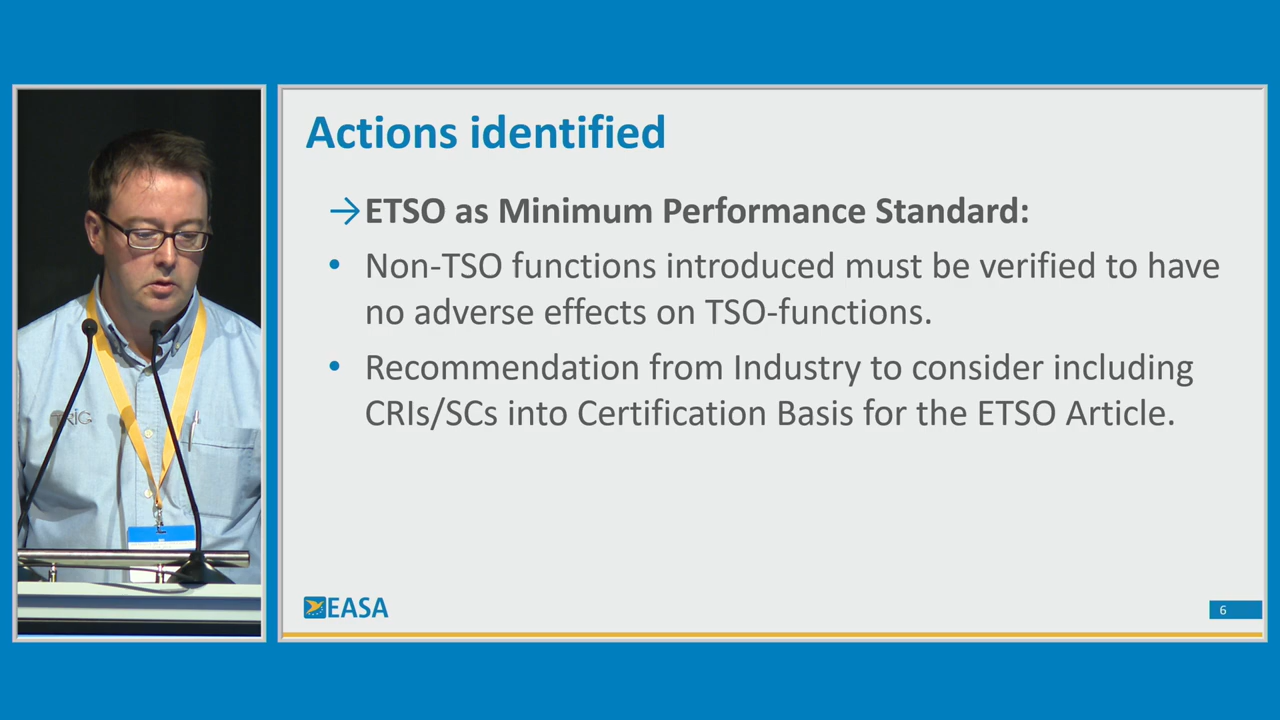 Actions identified
→ETSO as Minimum Performance Standard:
• Non-TSO functions introduced must be verified to have
no adverse effects on TSO-functions.
• Recommendation from Industry to consider including
CRIs/SCs into Certification Basis for the ETSO Article.
TRiG
EASA
6